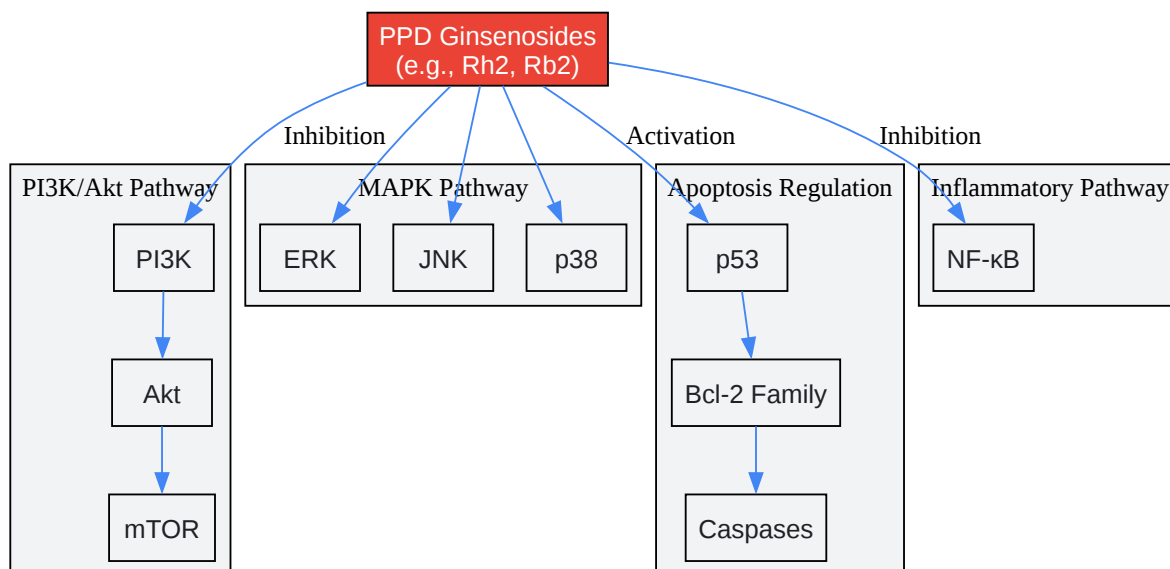 PPD Ginsenosides
(e.g., Rh2, Rb2)
Inhibition
Activation
Inhibition
PI3K/Akt Pathway
MAPK Pathway
Apoptosis Regulation
Inflammatory Pathway
PI3K
ERK
JNK
p38
p53
NF-κB
Akt
Bcl-2 Family
mTOR
Caspases